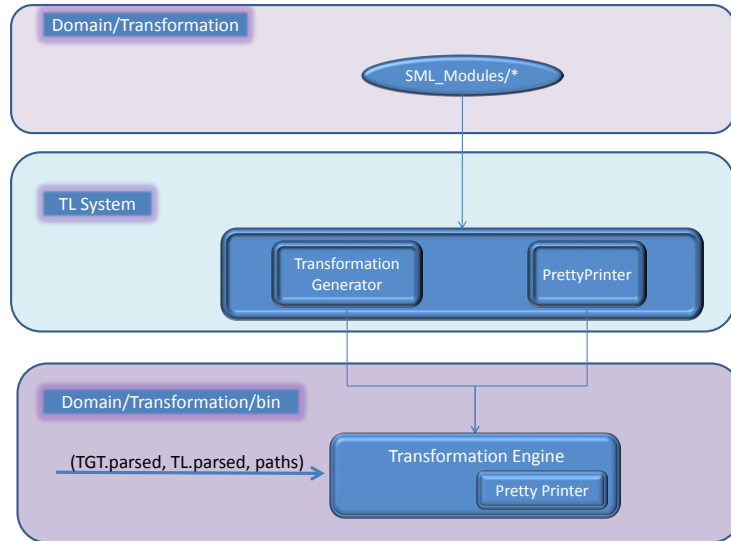 Domain/Transformation
SML_Modules/*
TL System
Transformation
Generator
PrettyPrinter
Domain/Transformation/bin
(TGT.parsed, TL.parsed, paths)
Transformation Engine
Pretty Printer